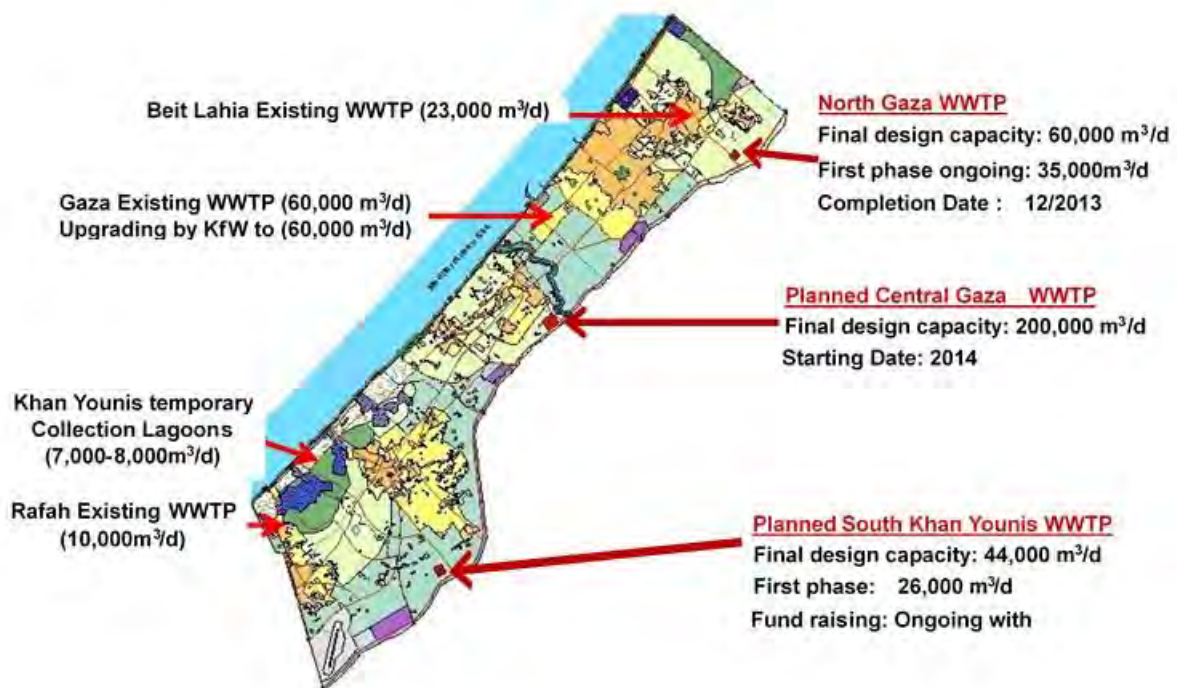 Beit Lahia Existing WWTP (23,000 m³/d)
Gaza Existing WWTP (60,000 m³/d)
Upgrading by KfW to (60,000 m³/d)
Khan Younis temporary
Collection Lagoons
(7,000-8,000m³/d)
Rafah Existing WWTP
(10,000m³/d)
North Gaza WWTP
Final design capacity: 60,000 m³/d
First phase ongoing: 35,000m³/d
Completion Date : 12/2013
Planned Central Gaza WWTP
Final design capacity: 200,000 m³/d
Starting Date: 2014
Planned South Khan Younis WWTP
Final design capacity: 44,000 m³/d
First phase: 26,000 m³/d
Fund raising: Ongoing with